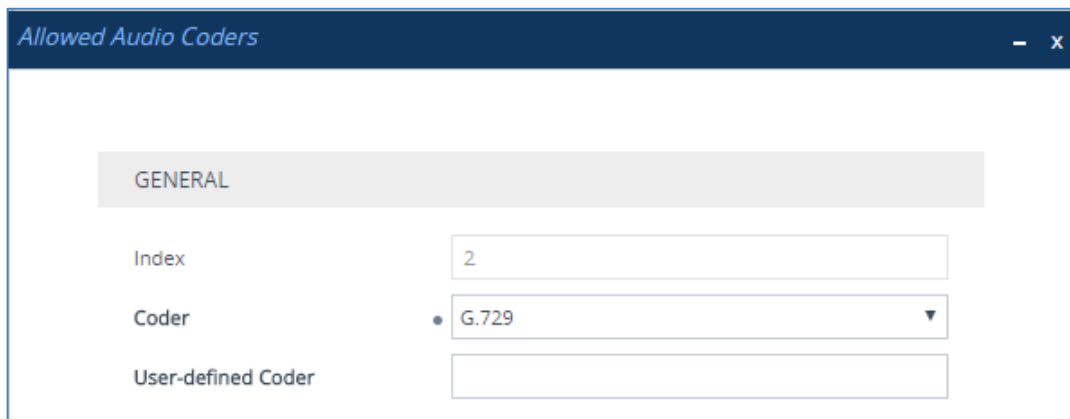 Allowed Audio Coders – x
GENERAL
Index 2
Coder G.729
User-defined Coder